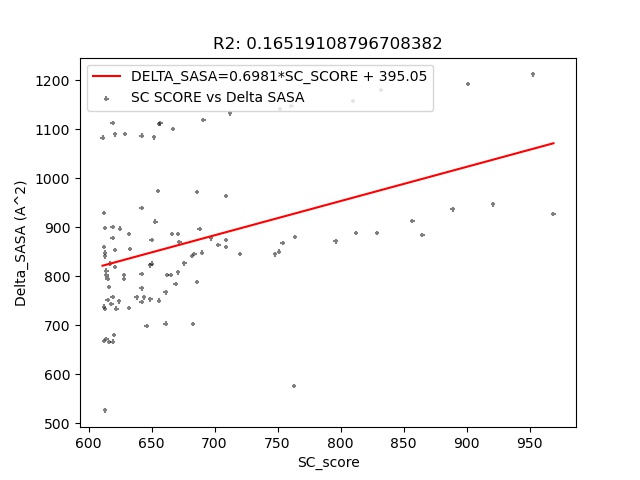 R2: 0.16519108796708382
DELTA_SASA=0.6981*SC_SCORE + 395.05
SC SCORE vs Delta SASA
Delta_SASA (A^2)
1200
1100
1000
900
800
700
600
500
600 650 700 750 800 850 900 950
SC_score